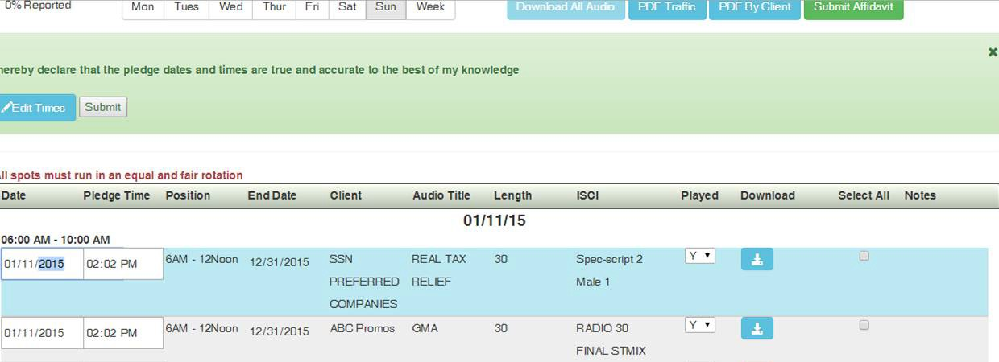 0% Reported Mon Tues Wed Thur Fri Sat Sun Week Download All Audio PDF Traffic PDF By Client Submit Affidavit
hereby declare that the pledge dates and times are true and accurate to the best of my knowledge
Edit Times Submit
All spots must run in an equal and fair rotation
Date Pledge Time Position End Date Client Audio Title Length ISCI Played Download Select All Notes
01/11/15
06:00 AM - 10:00 AM
01/11/2015 02:02 PM 6AM - 12Noon 12/31/2015 SSN REAL TAX 30 Spec-script 2 Y
PREFERRED RELIEF Male 1
COMPANIES
01/11/2015 02:02 PM 6AM - 12Noon 12/31/2015 ABC Promos GMA 30 RADIO 30 Y
FINAL STMIX